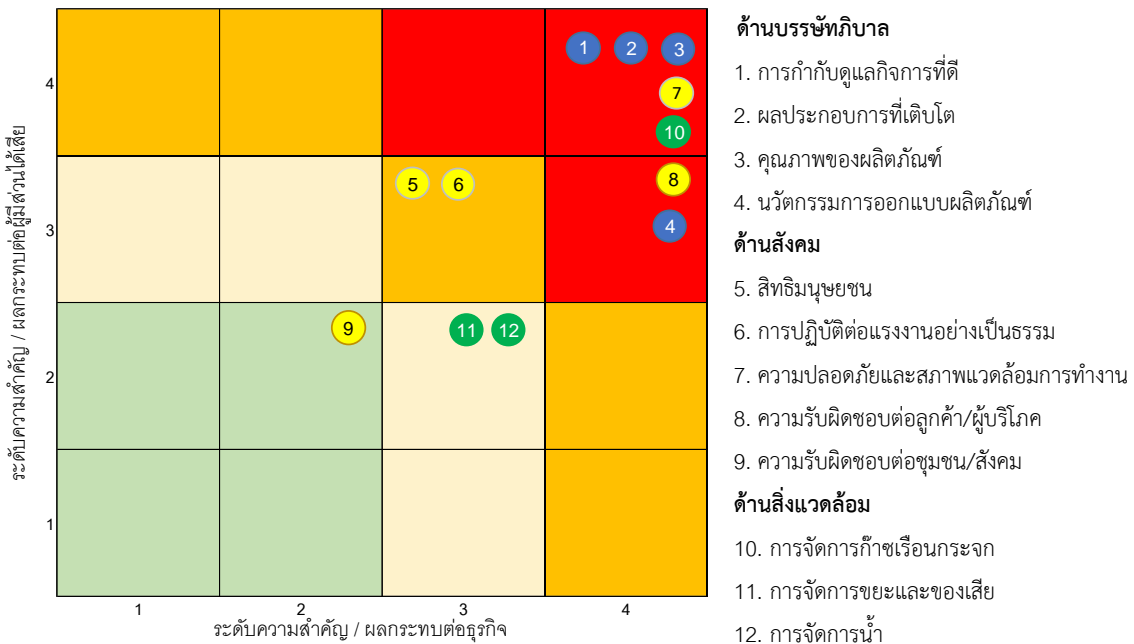 4
3
2
1
ระดับความสำคัญ / ผลกระทบต่อผู้มีส่วนได้เสีย
1 2 3
7
10
5 6
8
4
9
11 12
1 2 3 4
ระดับความสำคัญ / ผลกระทบต่อธุรกิจ
ด้านบรรษัทภิบาล
1. การกำกับดูแลกิจการที่ดี
2. ผลประกอบการที่เติบโต
3. คุณภาพของผลิตภัณฑ์
4. นวัตกรรมการออกแบบผลิตภัณฑ์
ด้านสังคม
5. สิทธิมนุษยชน
6. การปฏิบัติต่อแรงงานอย่างเป็นธรรม
7. ความปลอดภัยและสภาพแวดล้อมการทำงาน
8. ความรับผิดชอบต่อลูกค้า/ผู้บริโภค
9. ความรับผิดชอบต่อชุมชน/สังคม
ด้านสิ่งแวดล้อม
10. การจัดการก๊าซเรือนกระจก
11. การจัดการขยะและของเสีย
12. การจัดการน้ำ